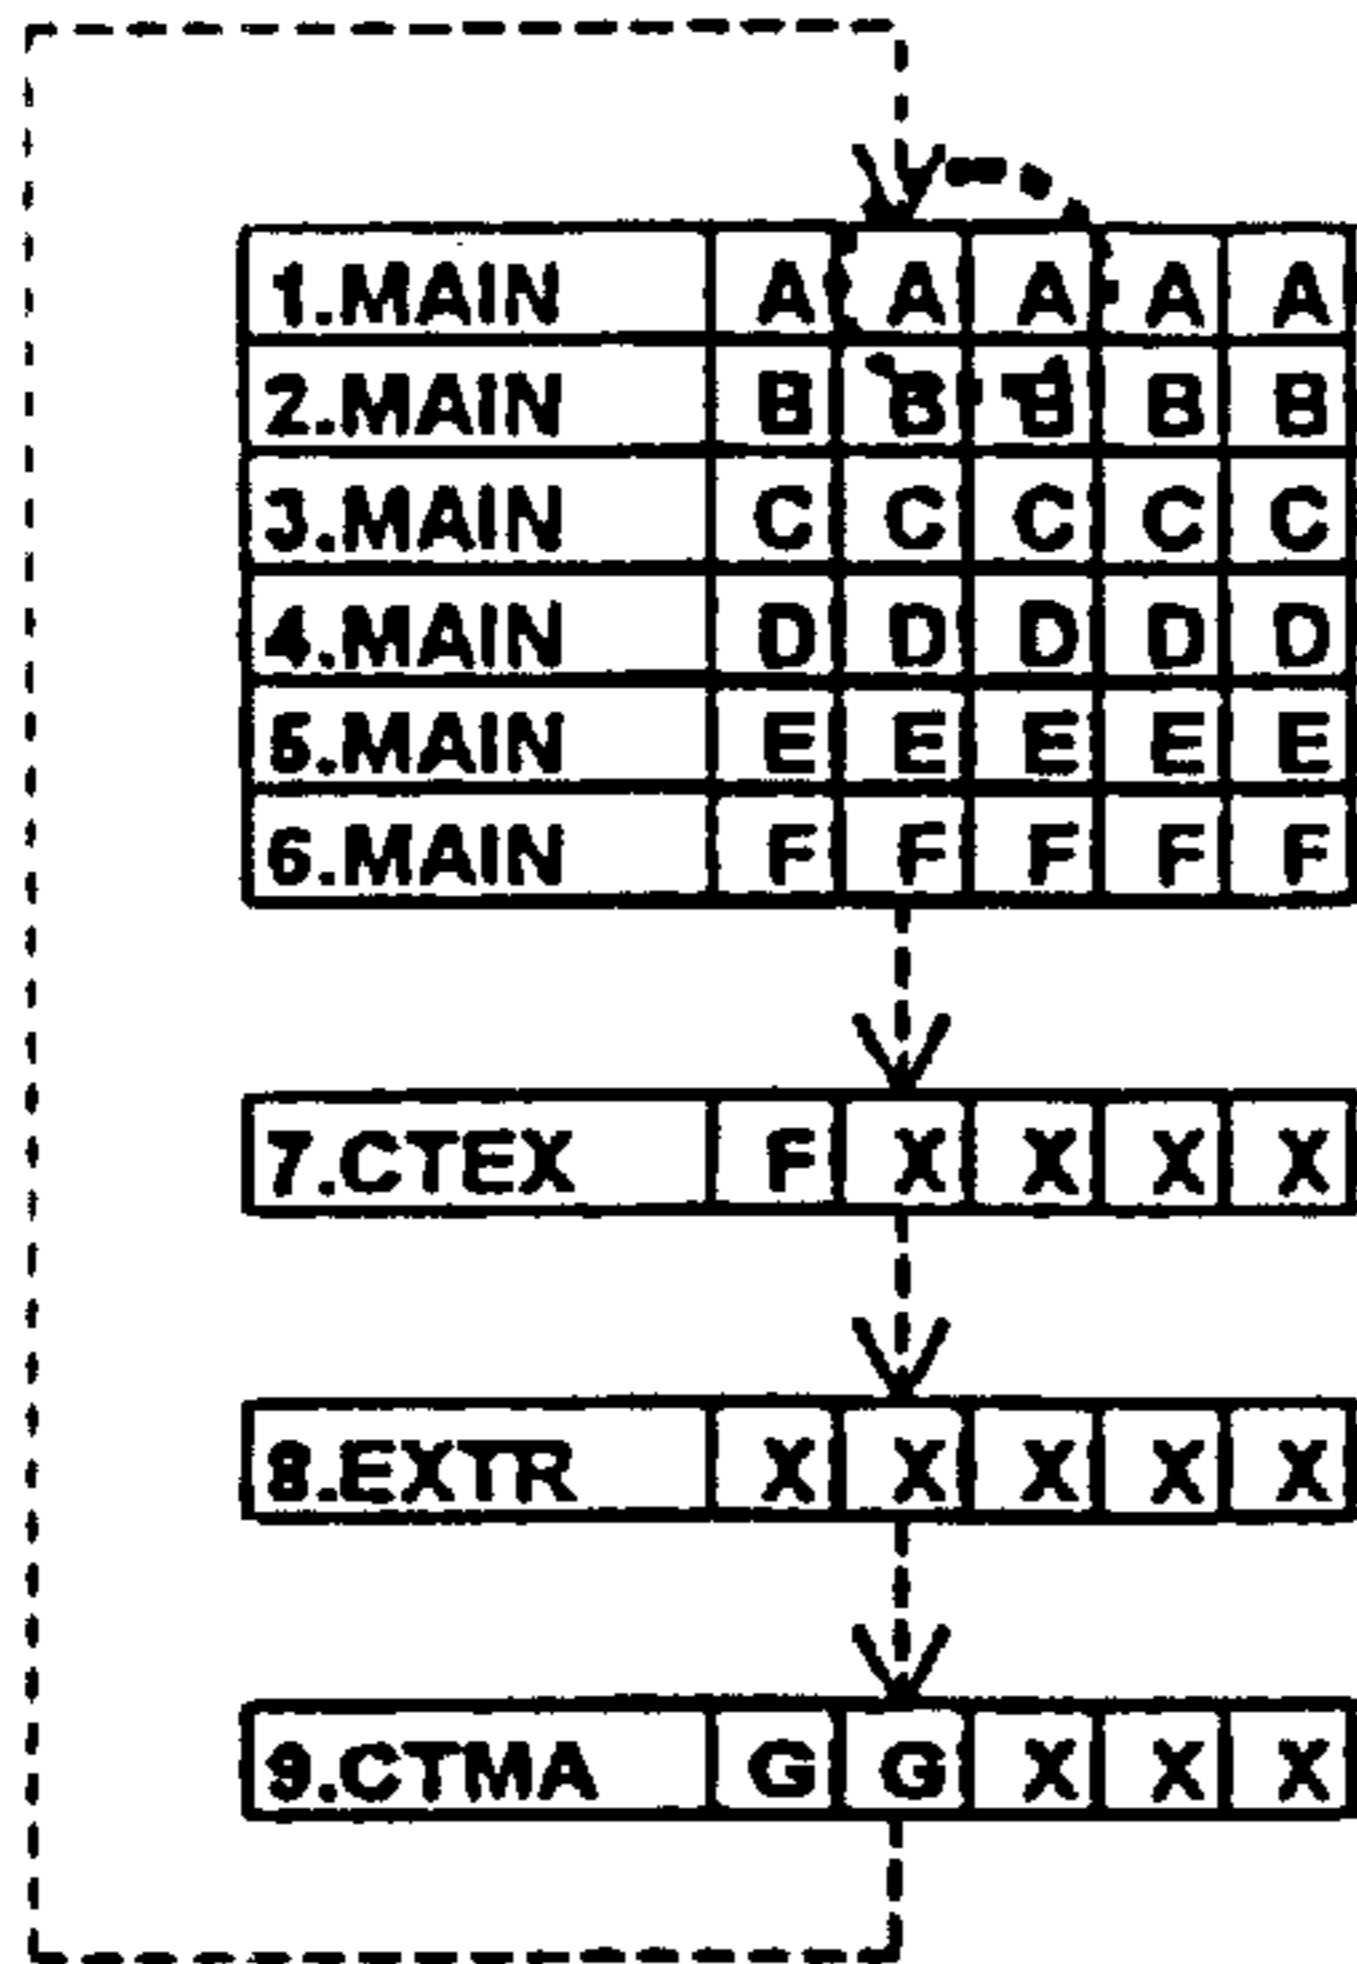 1.MAIN A A A A A
2.MAIN B B B B B
3.MAIN C C C C C
4.MAIN D D D D D
5.MAIN E E E E E
6.MAIN F F F F F
7.CTEX F X X X X
8.EXTR X X X X X
9.CTMA G G X X X